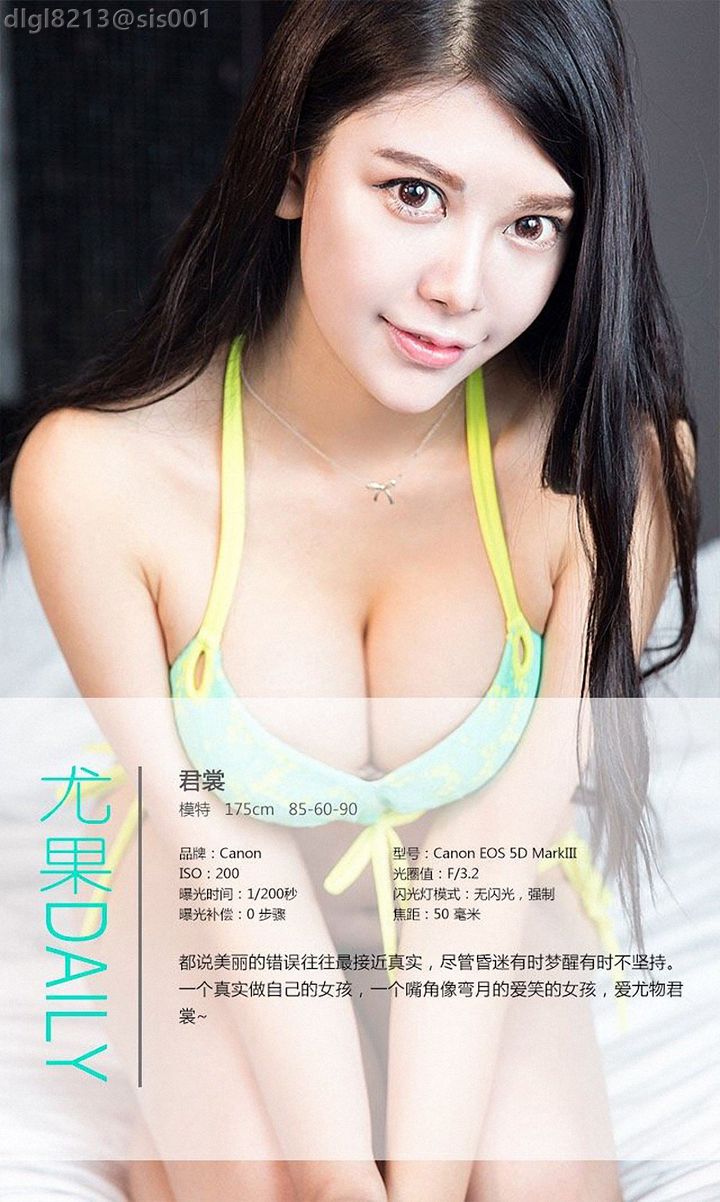 dlgl8213@sis001
尤果DAILY
君裳
模特 175cm 85-60-90
品牌：Canon
型号：Canon EOS 5D MarkIII
ISO：200
光圈值：F/3.2
曝光时间：1/200秒
闪光灯模式：无闪光，强制
曝光补偿：0 步骤
焦距：50 毫米
都说美丽的错误往往最接近真实，尽管昏迷有时梦醒有时不坚持。
一个真实做自己的女孩，一个嘴角像弯月的爱笑的女孩，爱尤物君
裳~